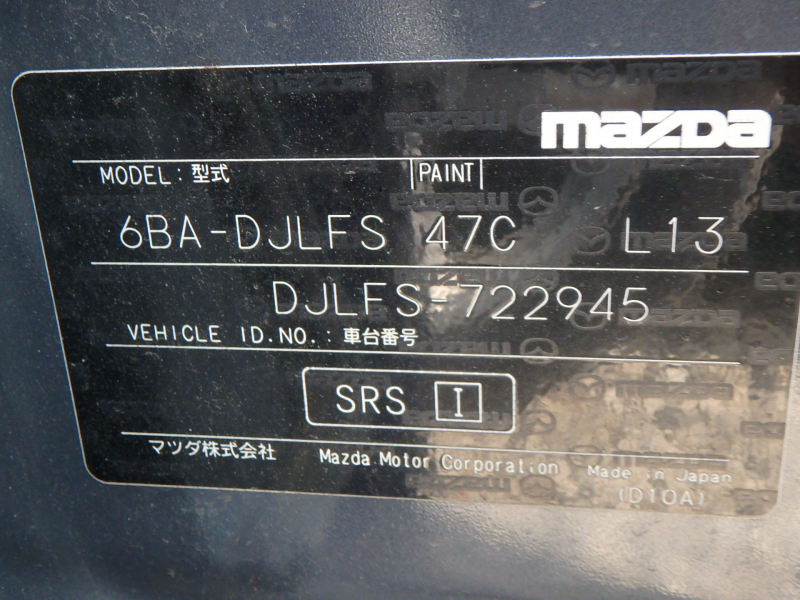 mazda
MODEL: 型式 PAINT
6BA-DJLFS 47C L13
DJLFS-722945
VEHICLE ID.NO.: 車台番号
SRS I
マツダ株式会社 Mazda Motor Corporation Made in Japan
(D10A)